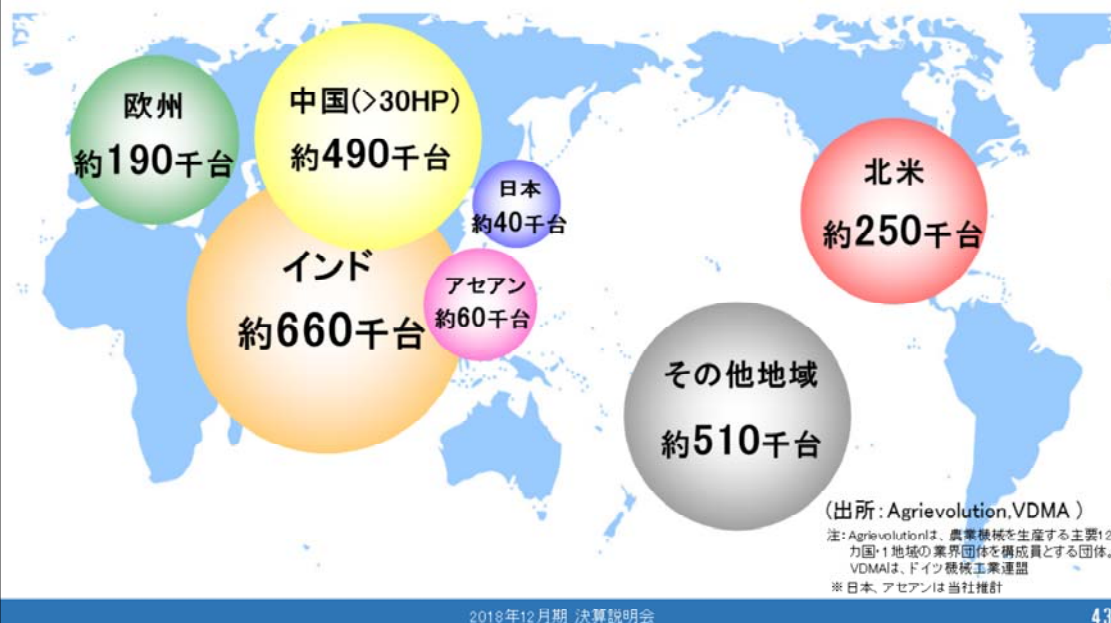 欧州
約190千台
中国(>30HP)
約490千台
日本
約40千台
北米
約250千台
インド
約660千台
アセアン
約60千台
その他地域
約510千台
(出所:Agrievolution,VDMA )
注:Agrievolutionは、農業機械を生産する主要12
カ国・1地域の業界団体を構成員とする団体。
VDMAは、ドイツ機械工業連盟
※日本、アセアンは当社推計
2018年12月期 決算説明会
43